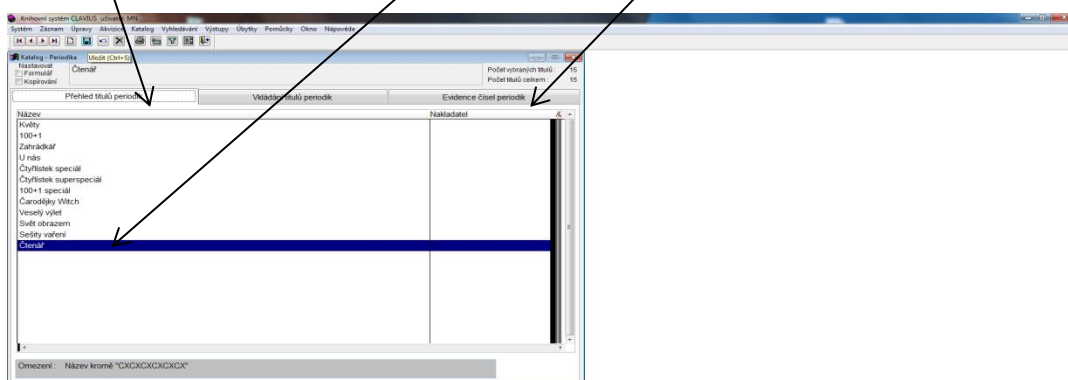 Knihovní systém CLAVIUS uživatel MN
Systém Záznam Úpravy Akvizice Katalog Vyhledávání Výstupy Úbytky Pomůcky Okno Nápověda
Katalog - Periodika Uložit (Ctrl+S)
Nastavovat
Formulář
Kopírování
Čtenář
Počet vybraných titulů : 15
Počet titulů celkem : 15
Přehled titulů periodik Vkládání titulů periodik Evidence čísel periodik
Název Nakladatel
Květy
100+1
Zahrádkář
U nás
Čtyřlístek speciál
Čtyřlístek superspeciál
100+1 speciál
Čarodějky Witch
Veselý výlet
Svět obrazem
Sešity vaření
Čtenář
Omezení : Název kromě "CXCXCXCXCXCX"